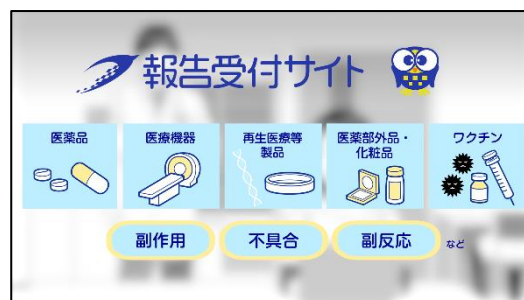 報告受付サイト
医薬品
医療機器
再生医療等
製品
医薬部外品・
化粧品
ワクチン
副作用
不具合
副反応
など